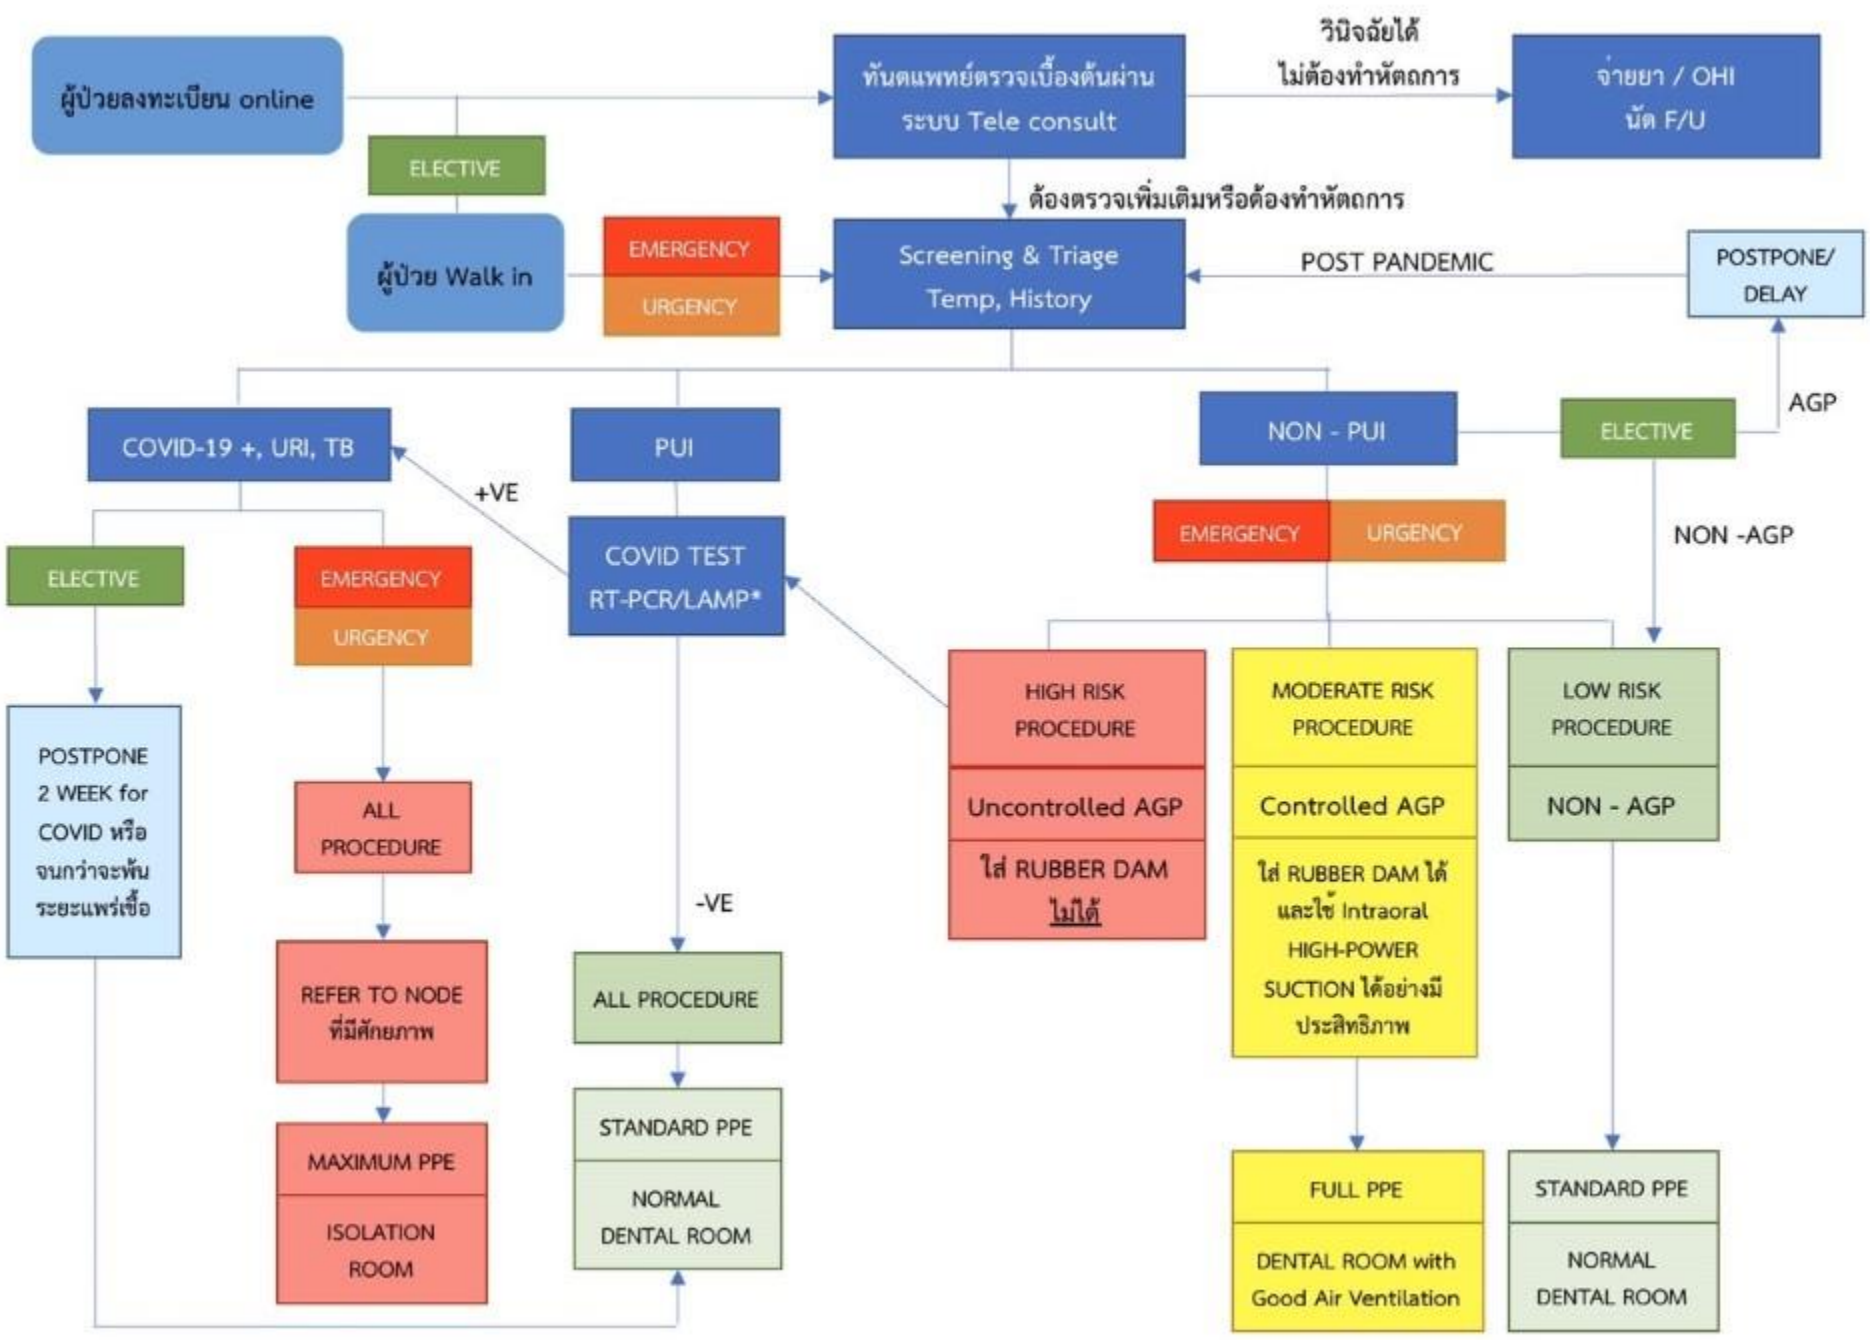 ผู้ป่วยลงทะเบียน online
ELECTIVE
ทันตแพทย์ตรวจเบื้องต้นผ่าน
ระบบ Tele consult
วินิจฉัยได้
ไม่ต้องทำหัตถการ
จ่ายยา / OHI
นัด F/U
ต้องตรวจเพิ่มเติมหรือต้องทำหัตถการ
ผู้ป่วย Walk in
EMERGENCY
URGENCY
Screening & Triage
Temp, History
POST PANDEMIC
POSTPONE/
DELAY
AGP
COVID-19 +, URI, TB
PUI
NON - PUI
ELECTIVE
+VE
COVID TEST
RT-PCR/LAMP*
EMERGENCY
URGENCY
NON -AGP
ELECTIVE
EMERGENCY
URGENCY
POSTPONE
2 WEEK for
COVID หรือ
จนกว่าจะพ้น
ระยะแพร่เชื้อ
ALL
PROCEDURE
REFER TO NODE
ที่มีศักยภาพ
MAXIMUM PPE
ISOLATION
ROOM
-VE
ALL PROCEDURE
STANDARD PPE
NORMAL
DENTAL ROOM
HIGH RISK
PROCEDURE
Uncontrolled AGP
ใส่ RUBBER DAM
ไม่ได้
MODERATE RISK
PROCEDURE
Controlled AGP
ใส่ RUBBER DAM ได้
และใช้ Intraoral
HIGH-POWER
SUCTION ได้อย่างมี
ประสิทธิภาพ
FULL PPE
DENTAL ROOM with
Good Air Ventilation
LOW RISK
PROCEDURE
NON - AGP
STANDARD PPE
NORMAL
DENTAL ROOM